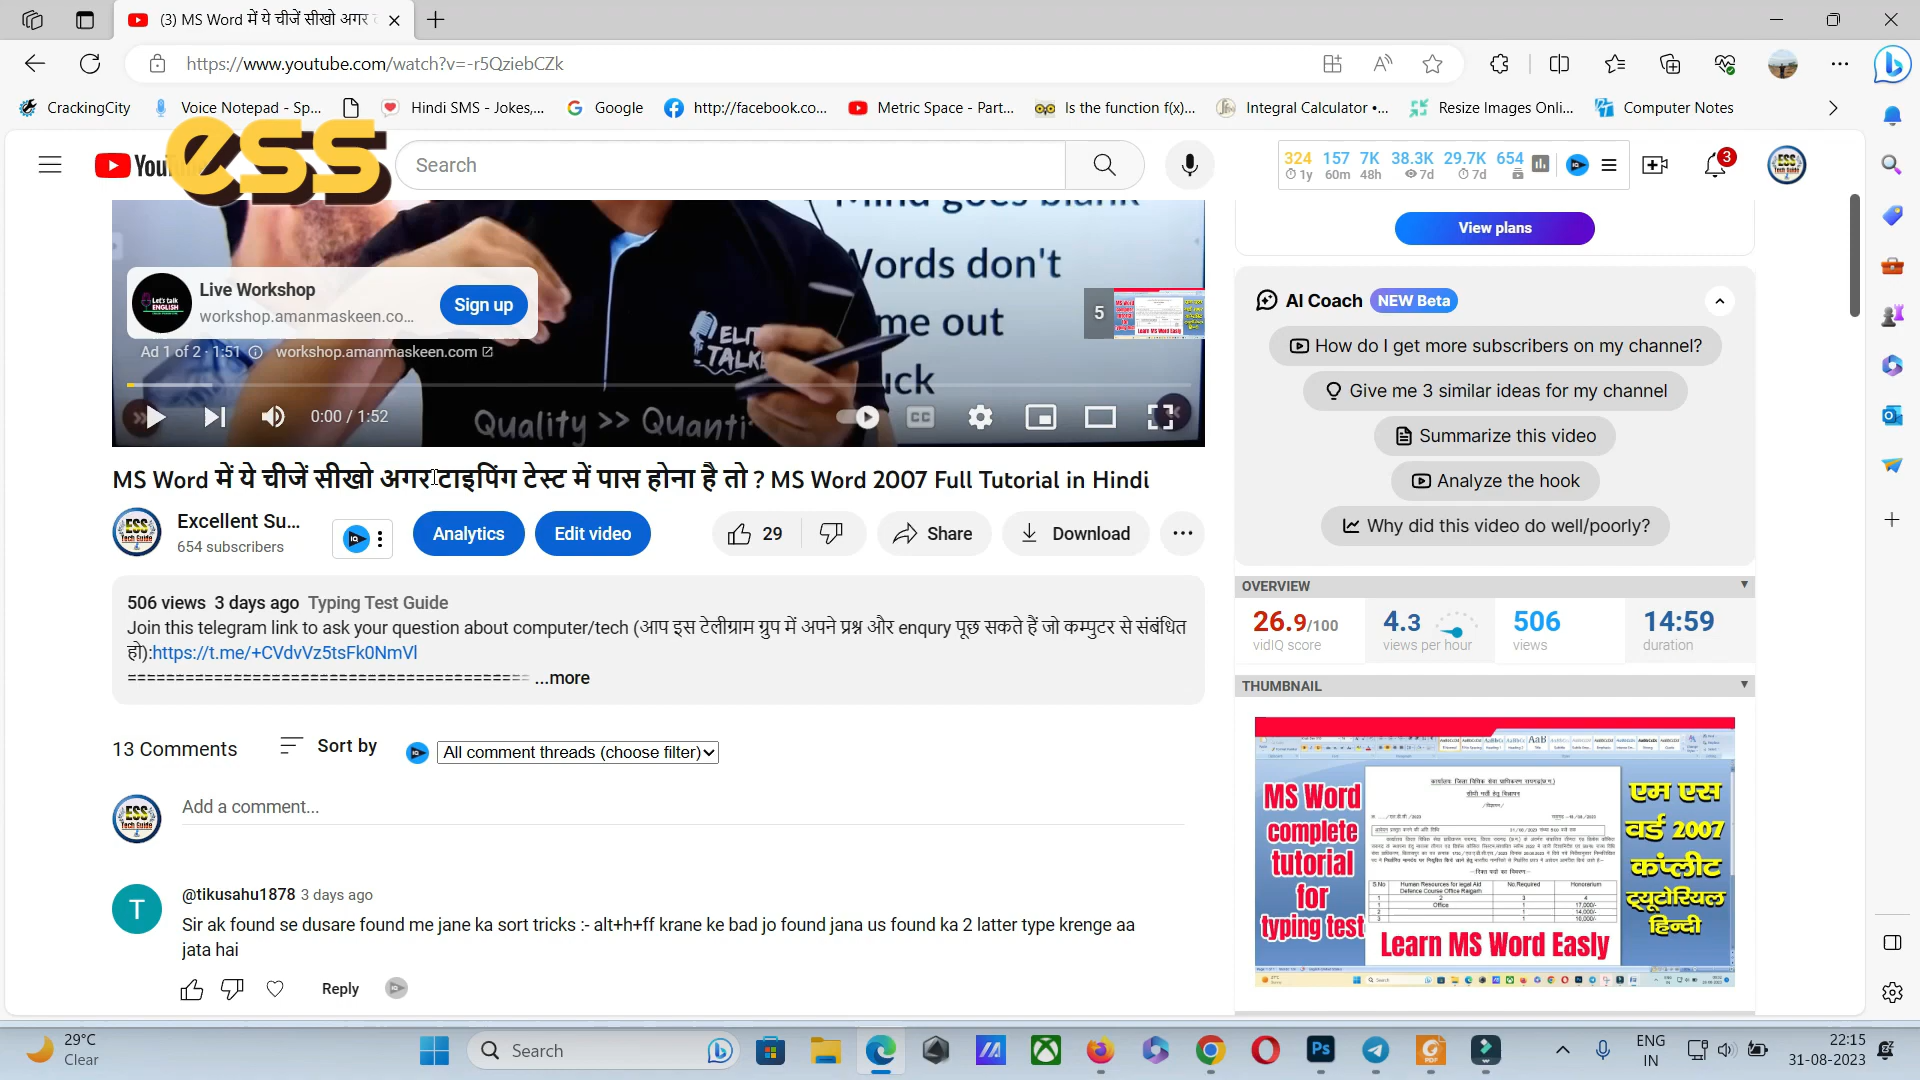 (3) MS Word में ये चीजें सीखो अगर
https://www.youtube.com/watch?v=-r5QziebCZk
CrackingCity
Voice Notepad - Sp...
Hindi SMS - Jokes,...
Google
http://facebook.co...
Metric Space - Part...
Is the function f(x)...
Integral Calculator •...
Resize Images Onli...
Computer Notes
ess
Search
324 157 7K 38.3K 29.7K 654
1y 60m 48h 7d 7d
3
Words don't
me out
Live Workshop
workshop.amanmaskeen.co...
Sign up
Let's talk
ENGLISH
Ad 1 of 2 · 1:51
workshop.amanmaskeen.com
5
0:00 / 1:52
CC
Quality >> Quanti
View plans
AI Coach NEW Beta
How do I get more subscribers on my channel?
Give me 3 similar ideas for my channel
Summarize this video
Analyze the hook
Why did this video do well/poorly?
MS Word में ये चीजें सीखो अगर टाइपिंग टेस्ट में पास होना है तो ? MS Word 2007 Full Tutorial in Hindi
Excellent Su...
654 subscribers
Analytics
Edit video
29
Share
Download
506 views 3 days ago Typing Test Guide
Join this telegram link to ask your question about computer/tech (आप इस टेलीग्राम ग्रुप में अपने प्रश्न और enqury पूछ सकते हैं जो कम्पुटर से संबंधित
हो):https://t.me/+CVdvVz5tsFk0NmVl
========================================= ...more
OVERVIEW
26.9/100
vidIQ score
4.3
views per hour
506
views
14:59
duration
THUMBNAIL
MS Word
complete
tutorial
for
typing test
Learn MS Word Easly
एम एस
वर्ड 2007
कंप्लीट
ट्यूटोरियल
हिन्दी
13 Comments
Sort by
All comment threads (choose filter)
Add a comment...
@tikusahu1878 3 days ago
Sir ak found se dusare found me jane ka sort tricks :- alt+h+ff krane ke bad jo found jana us found ka 2 latter type krenge aa
jata hai
Reply
29°C
Clear
Search
ENG
IN
22:15
31-08-2023